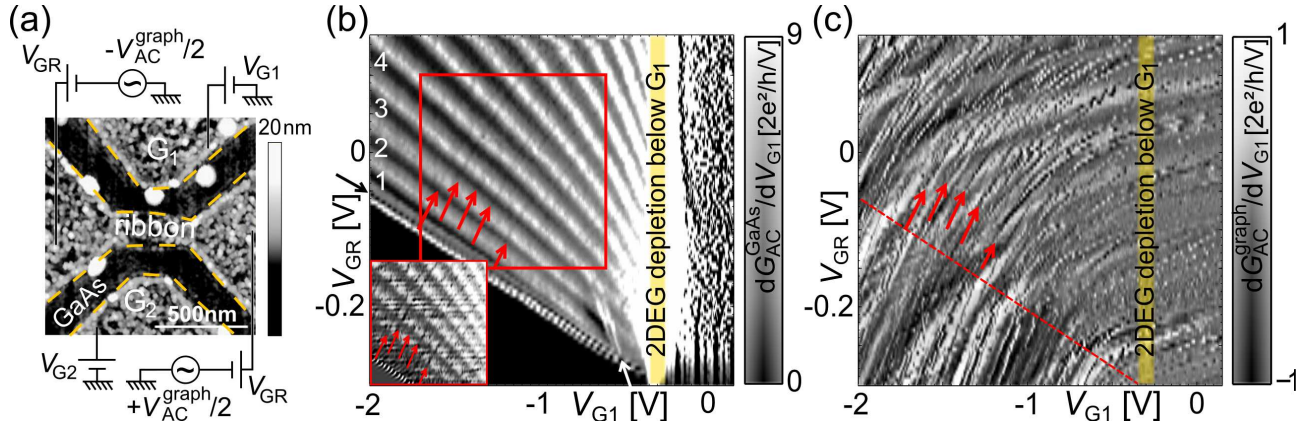 (a)
-V_AC^graph/2
V_GR
V_G1
20nm
G_1
ribbon
GaAs
G_2
500nm
V_G2
V_GR
+V_AC^graph/2
(b)
4
3
2
1
0
-0.2
V_GR [V]
2DEG depletion below G_1
-2
-1
0
V_G1 [V]
9
0
dG_AC^GaAs/dV_G1 [2e²/h/V]
(c)
0
-0.2
V_GR [V]
2DEG depletion below G_1
-2
-1
0
V_G1 [V]
1
-1
dG_AC^graph/dV_G1 [2e²/h/V]